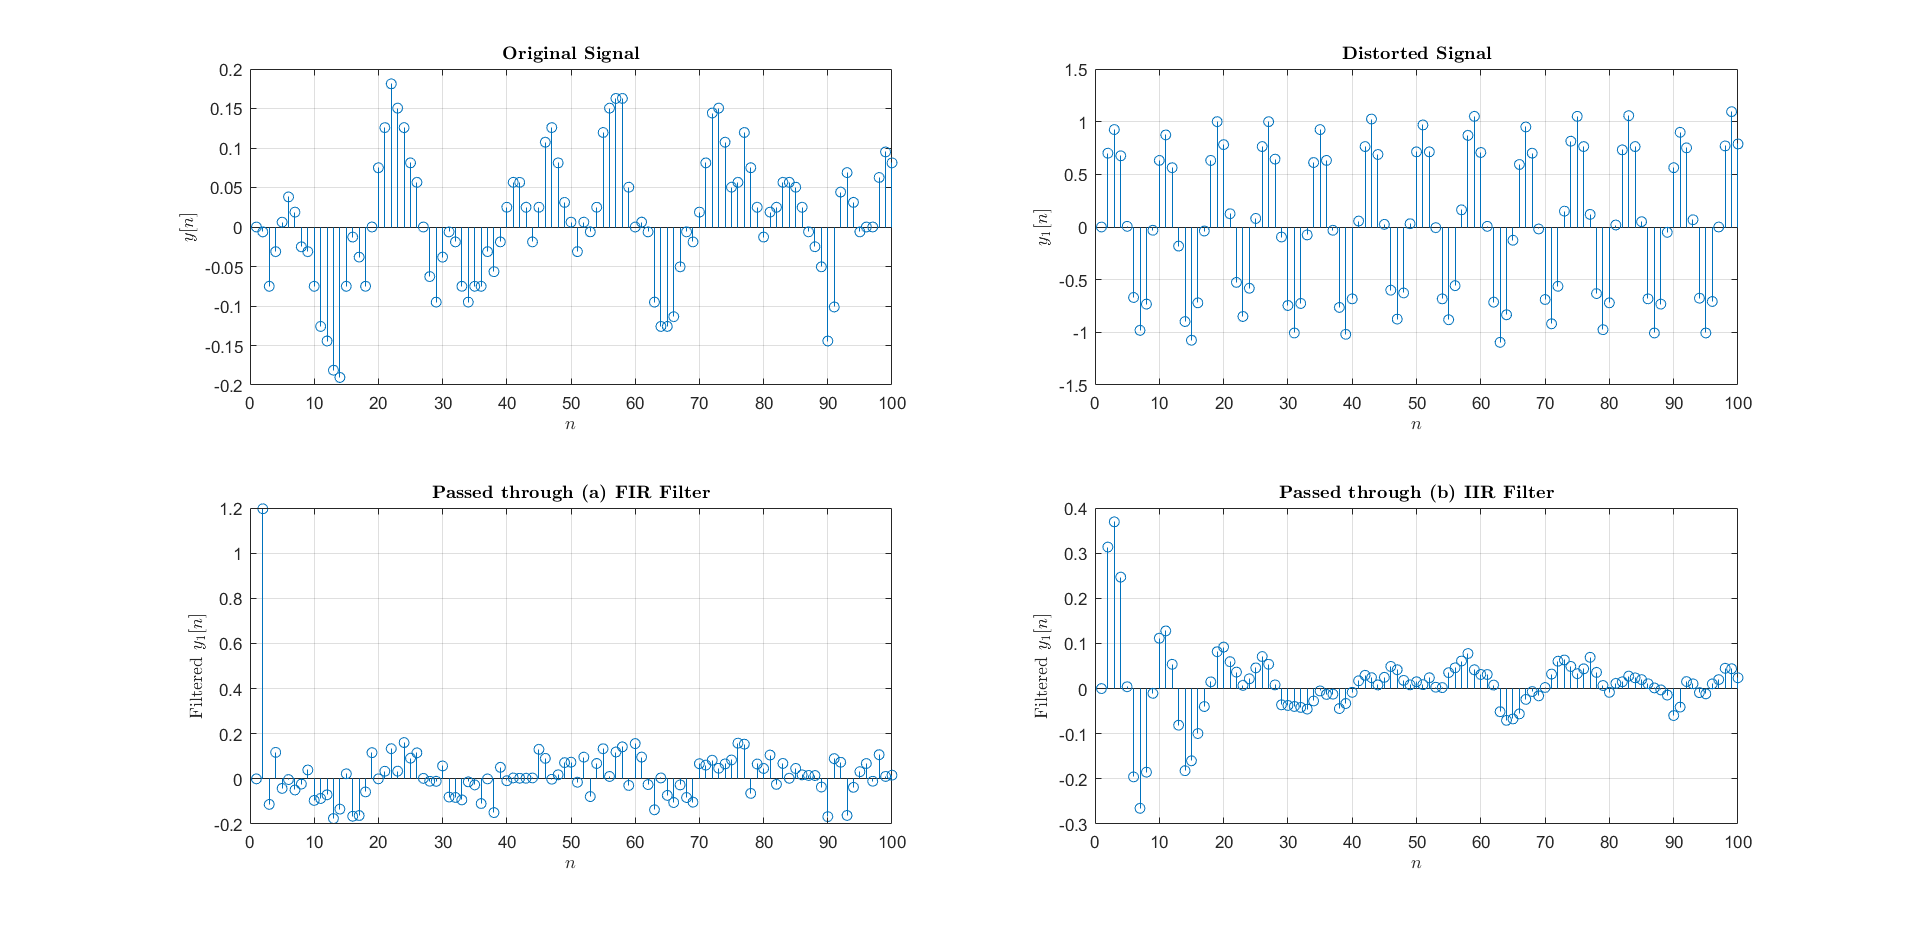 Original Signal
0.2
0.15
0.1
0.05
0
-0.05
-0.1
-0.15
-0.2
y[n]
0 10 20 30 40 50 60 70 80 90 100
n
Distorted Signal
1.5
1
0.5
0
-0.5
-1
-1.5
y₁[n]
0 10 20 30 40 50 60 70 80 90 100
n
Passed through (a) FIR Filter
1.2
1
0.8
0.6
0.4
0.2
0
-0.2
Filtered y₁[n]
0 10 20 30 40 50 60 70 80 90 100
n
Passed through (b) IIR Filter
0.4
0.3
0.2
0.1
0
-0.1
-0.2
-0.3
Filtered y₁[n]
0 10 20 30 40 50 60 70 80 90 100
n